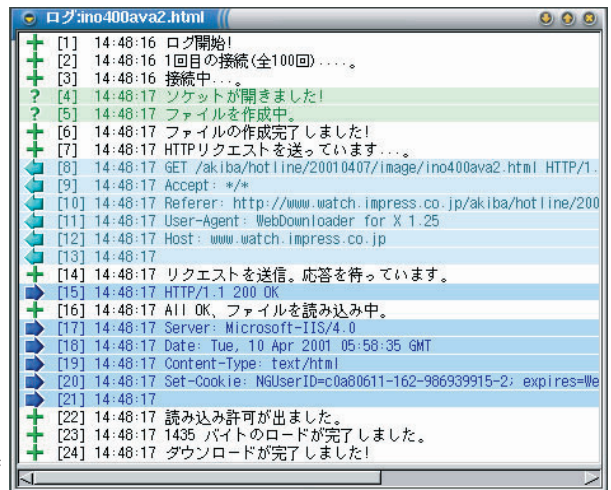 ログ:ino400ava2.html
[1] 14:48:16 ログ開始!
[2] 14:48:16 1回目の接続(全100回)....。
[3] 14:48:16 接続中...。
[4] 14:48:17 ソケットが開きました!
[5] 14:48:17 ファイルを作成中。
[6] 14:48:17 ファイルの作成完了しました!
[7] 14:48:17 HTTPリクエストを送っています...。
[8] 14:48:17 GET /akiba/hotline/20010407/image/ino400ava2.html HTTP/1.
[9] 14:48:17 Accept: */*
[10] 14:48:17 Referer: http://www.watch.impress.co.jp/akiba/hotline/200
[11] 14:48:17 User-Agent: WebDownloader for X 1.25
[12] 14:48:17 Host: www.watch.impress.co.jp
[13] 14:48:17
[14] 14:48:17 リクエストを送信。応答を待っています。
[15] 14:48:17 HTTP/1.1 200 OK
[16] 14:48:17 All OK、ファイルを読み込み中。
[17] 14:48:17 Server: Microsoft-IIS/4.0
[18] 14:48:17 Date: Tue, 10 Apr 2001 05:58:35 GMT
[19] 14:48:17 Content-Type: text/html
[20] 14:48:17 Set-Cookie: NGUserID=c0a80611-162-986939915-2; expires=We
[21] 14:48:17
[22] 14:48:17 読み込み許可が出ました。
[23] 14:48:17 1435 バイトのロードが完了しました。
[24] 14:48:17 ダウンロードが完了しました!